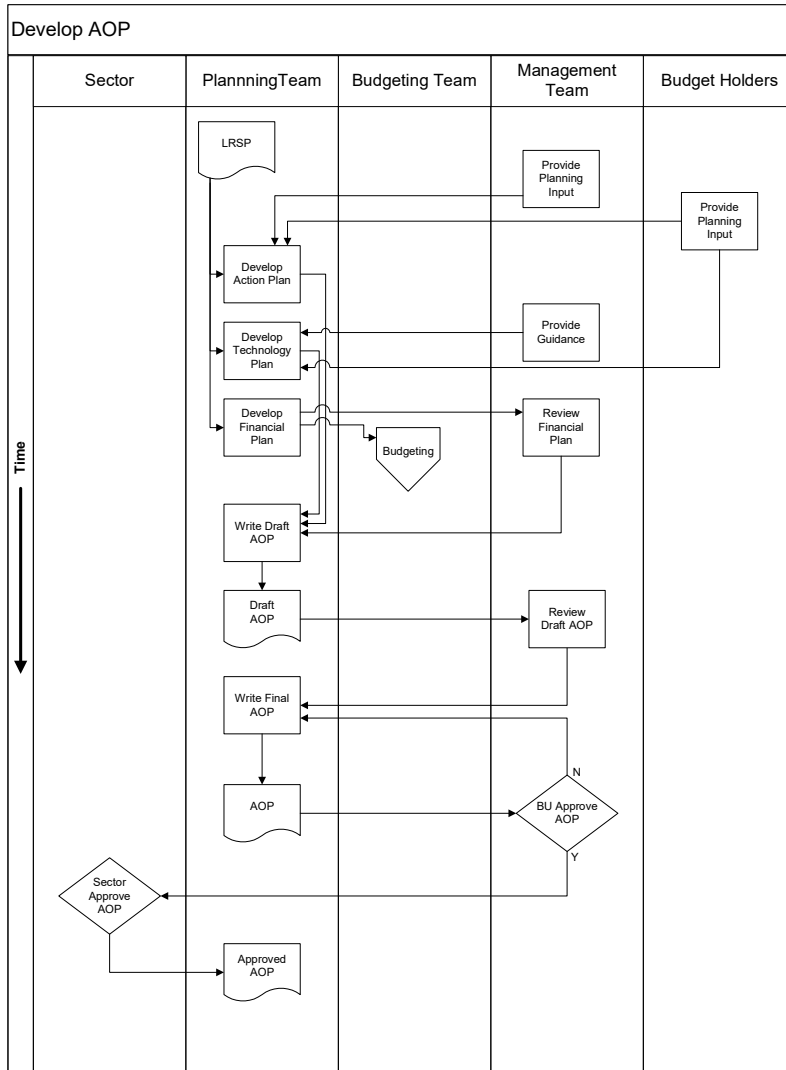 Develop AOP
Sector
PlannningTeam
Budgeting Team
Management
Team
Budget Holders
Time
LRSP
Provide
Planning
Input
Provide
Planning
Input
Develop
Action Plan
Develop
Technology
Plan
Provide
Guidance
Develop
Financial
Plan
Budgeting
Review
Financial
Plan
Write Draft
AOP
Draft
AOP
Review
Draft AOP
Write Final
AOP
N
AOP
BU Approve
AOP
Y
Sector
Approve
AOP
Approved
AOP